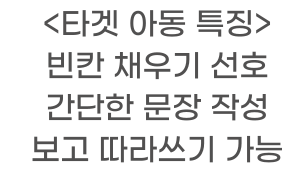 <타겟 아동 특징>
빈칸 채우기 선호
간단한 문장 작성
보고 따라쓰기 가능